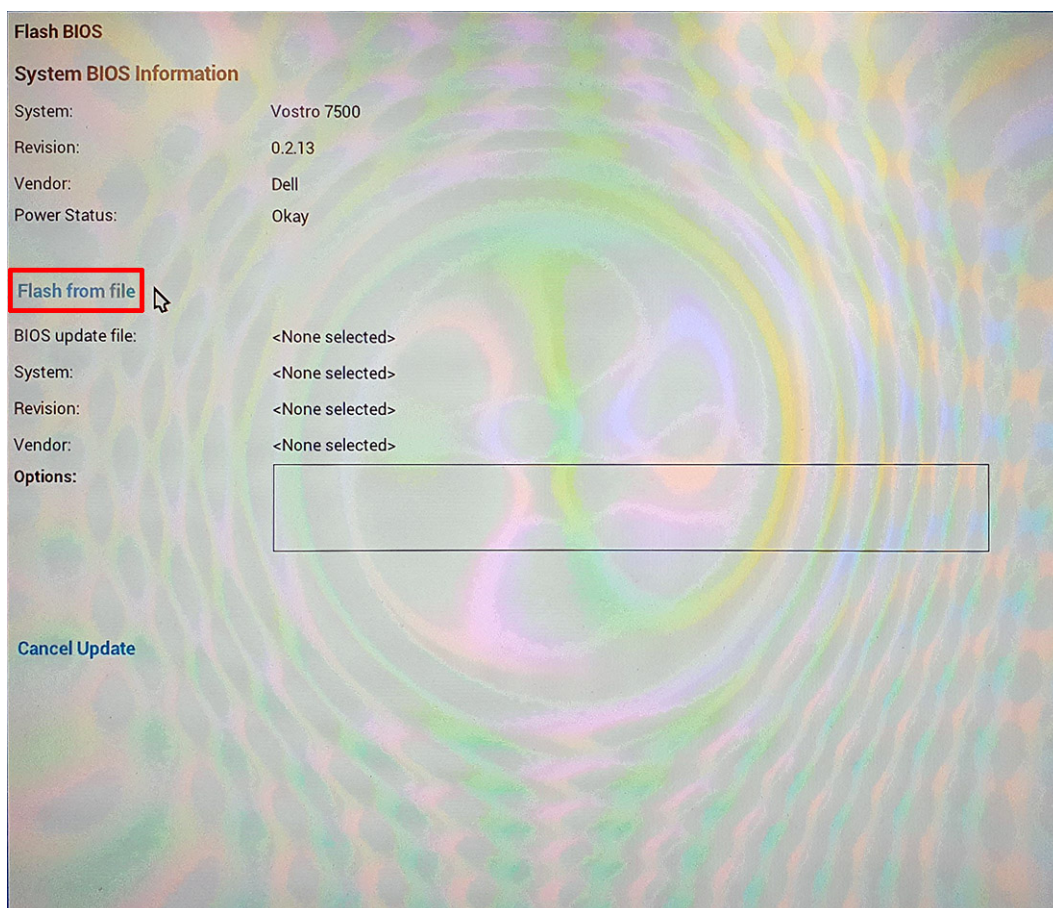 Flash BIOS
System BIOS Information
System: Vostro 7500
Revision: 0.2.13
Vendor: Dell
Power Status: Okay
Flash from file
BIOS update file: <None selected>
System: <None selected>
Revision: <None selected>
Vendor: <None selected>
Options:
Cancel Update